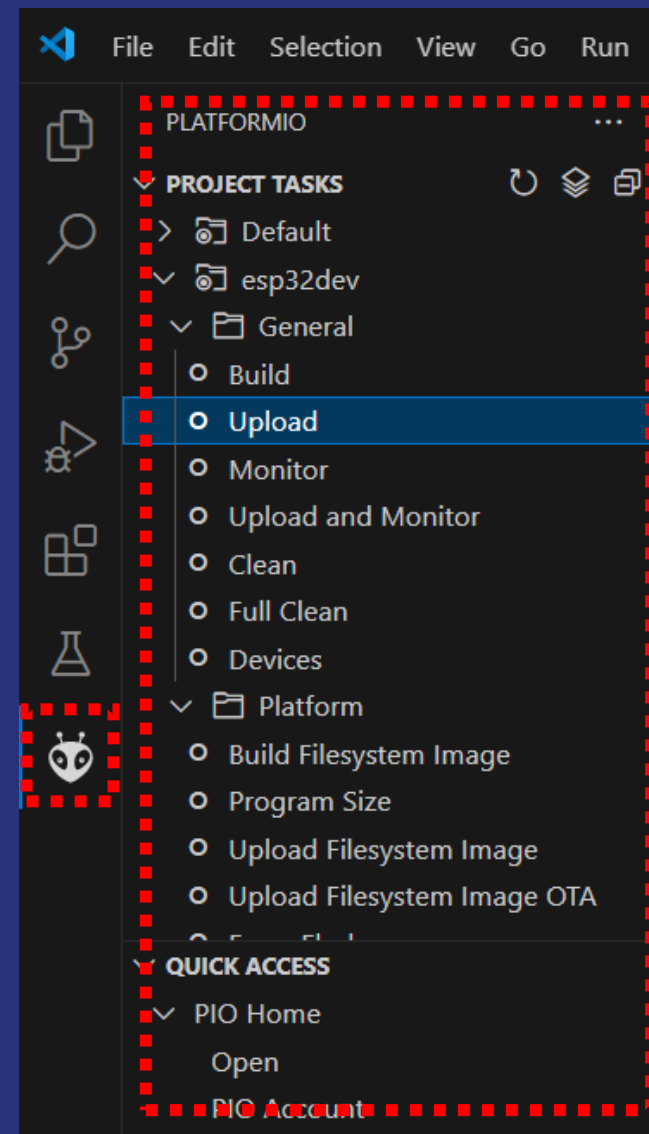 File Edit Selection View Go Run
PLATFORMIO
PROJECT TASKS
Default
esp32dev
General
Build
Upload
Monitor
Upload and Monitor
Clean
Full Clean
Devices
Platform
Build Filesystem Image
Program Size
Upload Filesystem Image
Upload Filesystem Image OTA
QUICK ACCESS
PIO Home
Open
PIO Account